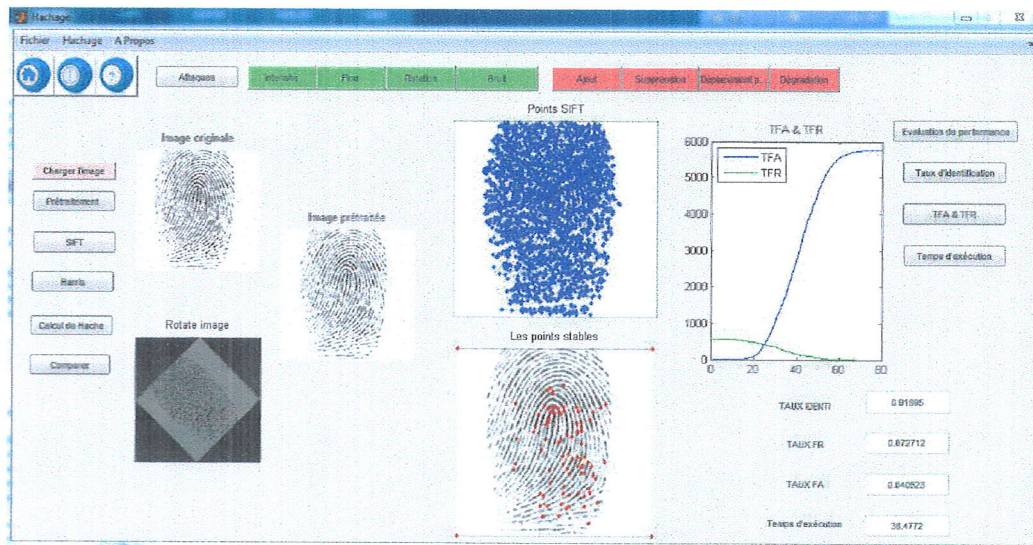 Hachage
Fichier Hachage A Propos
Attaques Intensité Flou Rotation Bruit Ajout Suppression Déplacement p... Dégradation
Points SIFT
Image originale
TFA & TFR
Evaluation de performance
6000
5000
4000
3000
2000
1000
0
0 20 40 60 80
TFA
TFR
Charger l'image
Prétraitement
SIFT
Harris
Calcul de Hache
Comparer
Image prétraitée
Taux d'identification
TFA & TFR
Temps d'exécution
Rotate image
Les points stables
TAUX IDENTI 0.91895
TAUX FR 0.072712
TAUX FA 0.040523
Temps d'exécution 38.4772